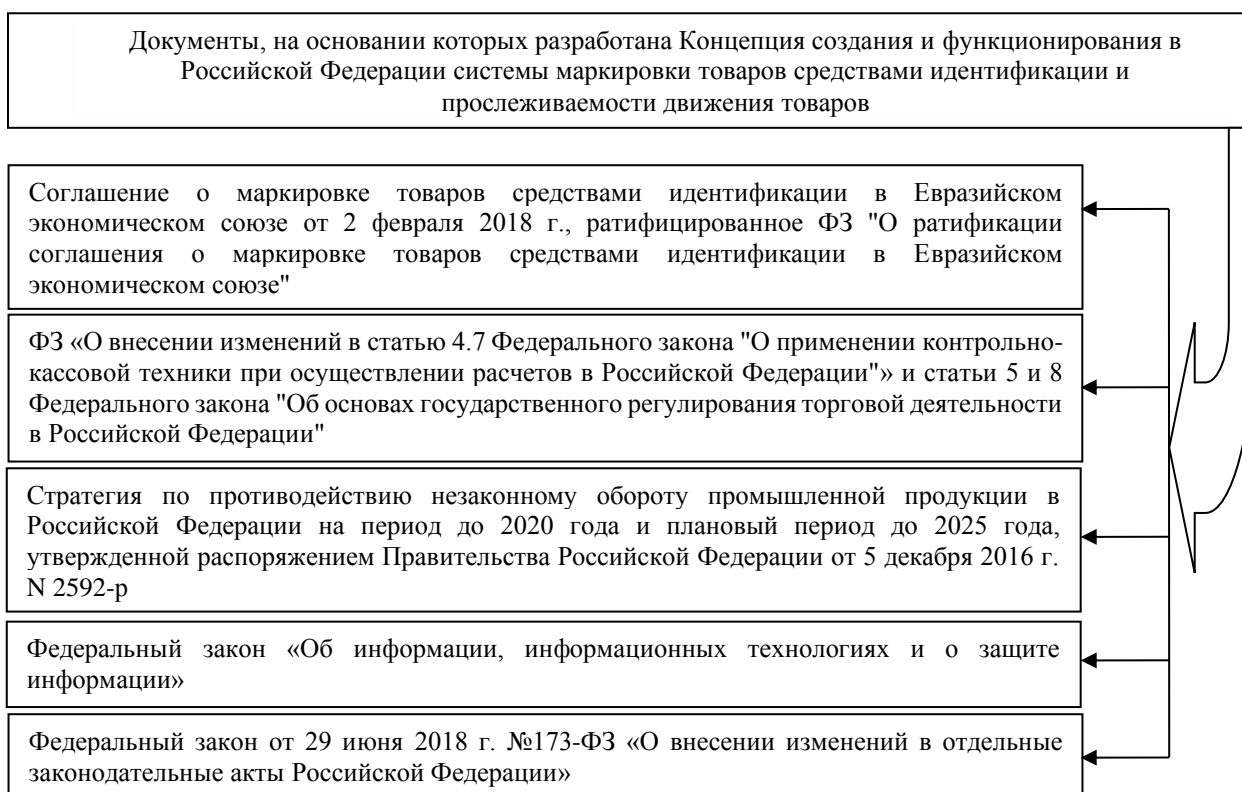 Документы, на основании которых разработана Концепция создания и функционирования в
Российской Федерации системы маркировки товаров средствами идентификации и
прослеживаемости движения товаров
Соглашение о маркировке товаров средствами идентификации в Евразийском
экономическом союзе от 2 февраля 2018 г., ратифицированное ФЗ "О ратификации
соглашения о маркировке товаров средствами идентификации в Евразийском
экономическом союзе"
ФЗ «О внесении изменений в статью 4.7 Федерального закона "О применении контрольно-
кассовой техники при осуществлении расчетов в Российской Федерации"» и статьи 5 и 8
Федерального закона "Об основах государственного регулирования торговой деятельности
в Российской Федерации"
Стратегия по противодействию незаконному обороту промышленной продукции в
Российской Федерации на период до 2020 года и плановый период до 2025 года,
утвержденной распоряжением Правительства Российской Федерации от 5 декабря 2016 г.
N 2592-р
Федеральный закон «Об информации, информационных технологиях и о защите
информации»
Федеральный закон от 29 июня 2018 г. №173-ФЗ «О внесении изменений в отдельные
законодательные акты Российской Федерации»